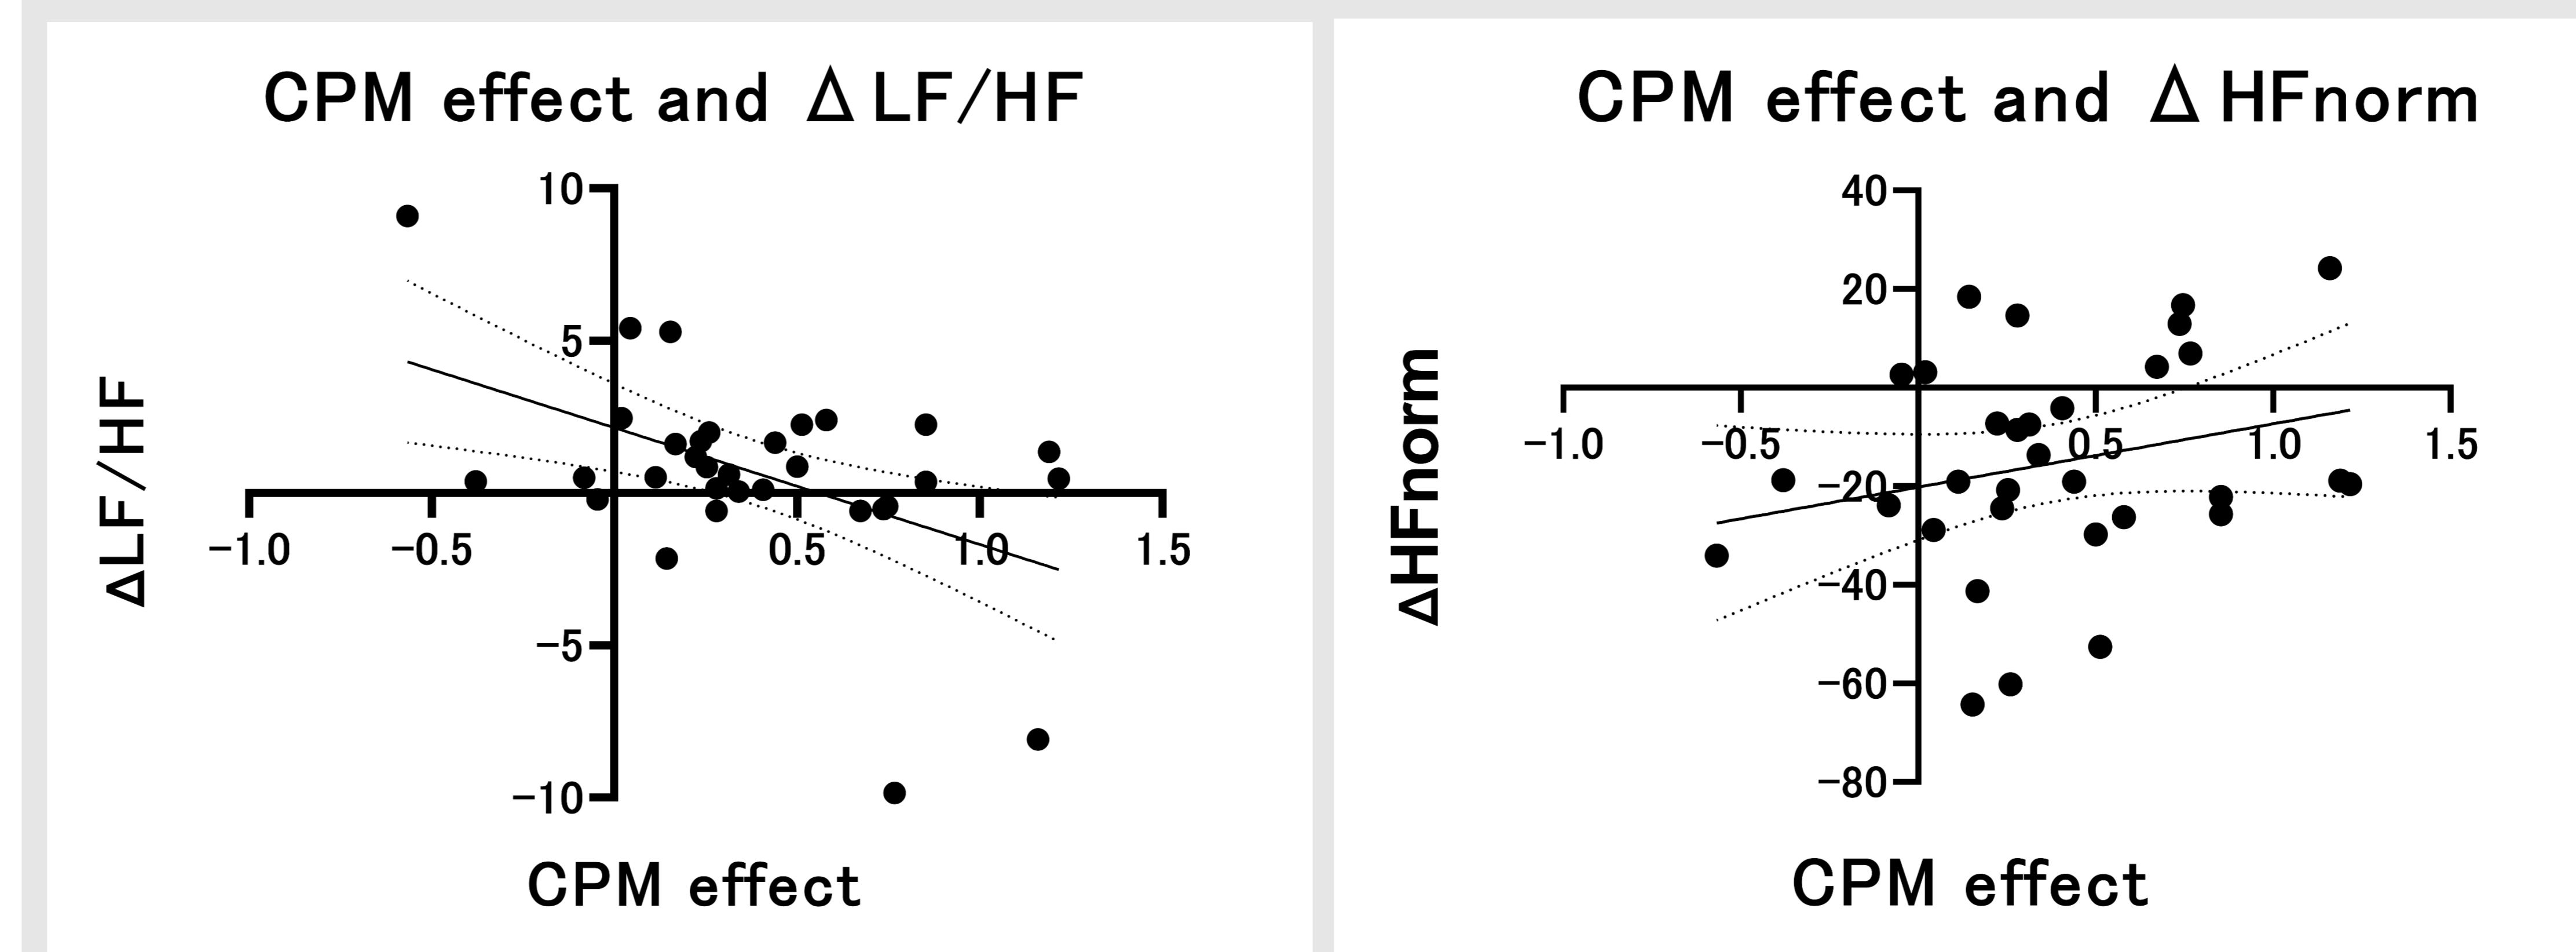 CPM effect and Δ LF/HF
10
5
−5
−10
−1.0 −0.5 0.5 1.0 1.5
ΔLF/HF
CPM effect
CPM effect and Δ HFnorm
40
20
−20
−40
−60
−80
−1.0 −0.5 0.5 1.0 1.5
ΔHFnorm
CPM effect